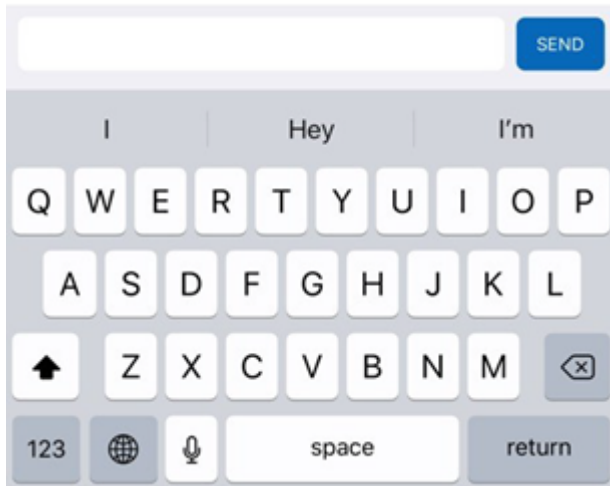 SEND
I Hey I'm
Q W E R T Y U I O P
A S D F G H J K L
Z X C V B N M
123 space return